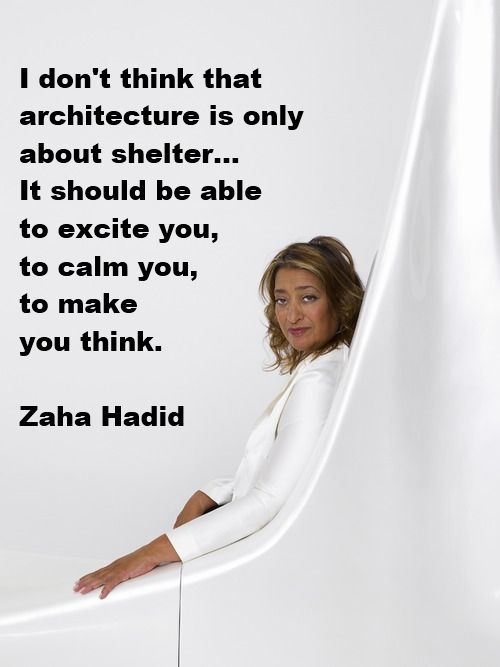 I don't think that
architecture is only
about shelter...
It should be able
to excite you,
to calm you,
to make
you think.
Zaha Hadid